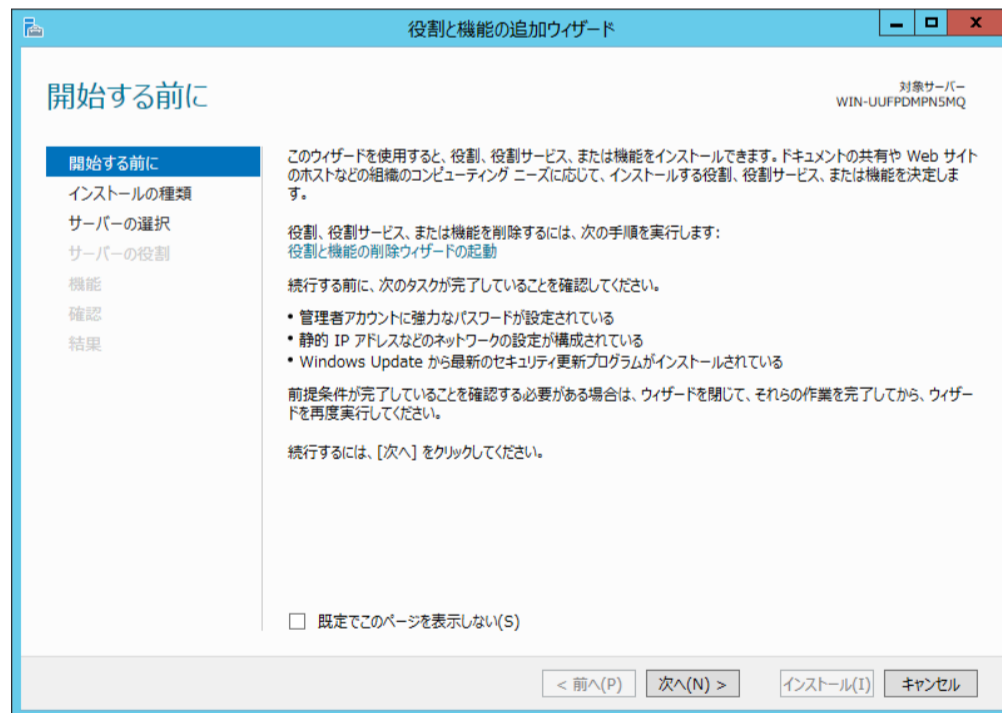 役割と機能の追加ウィザード
開始する前に
対象サーバー
WIN-UUFPDMPN5MQ
開始する前に
インストールの種類
サーバーの選択
サーバーの役割
機能
確認
結果
このウィザードを使用すると、役割、役割サービス、または機能をインストールできます。ドキュメントの共有や Web サイト
のホストなどの組織のコンピューティング ニーズに応じて、インストールする役割、役割サービス、または機能を決定しま
す。
役割、役割サービス、または機能を削除するには、次の手順を実行します:
役割と機能の削除ウィザードの起動
続行する前に、次のタスクが完了していることを確認してください。
• 管理者アカウントに強力なパスワードが設定されている
• 静的 IP アドレスなどのネットワークの設定が構成されている
• Windows Update から最新のセキュリティ更新プログラムがインストールされている
前提条件が完了していることを確認する必要がある場合は、ウィザードを閉じて、それらの作業を完了してから、ウィザー
ドを再度実行してください。
続行するには、[次へ] をクリックしてください。
既定でこのページを表示しない(S)
< 前へ(P)
次へ(N) >
インストール(I)
キャンセル